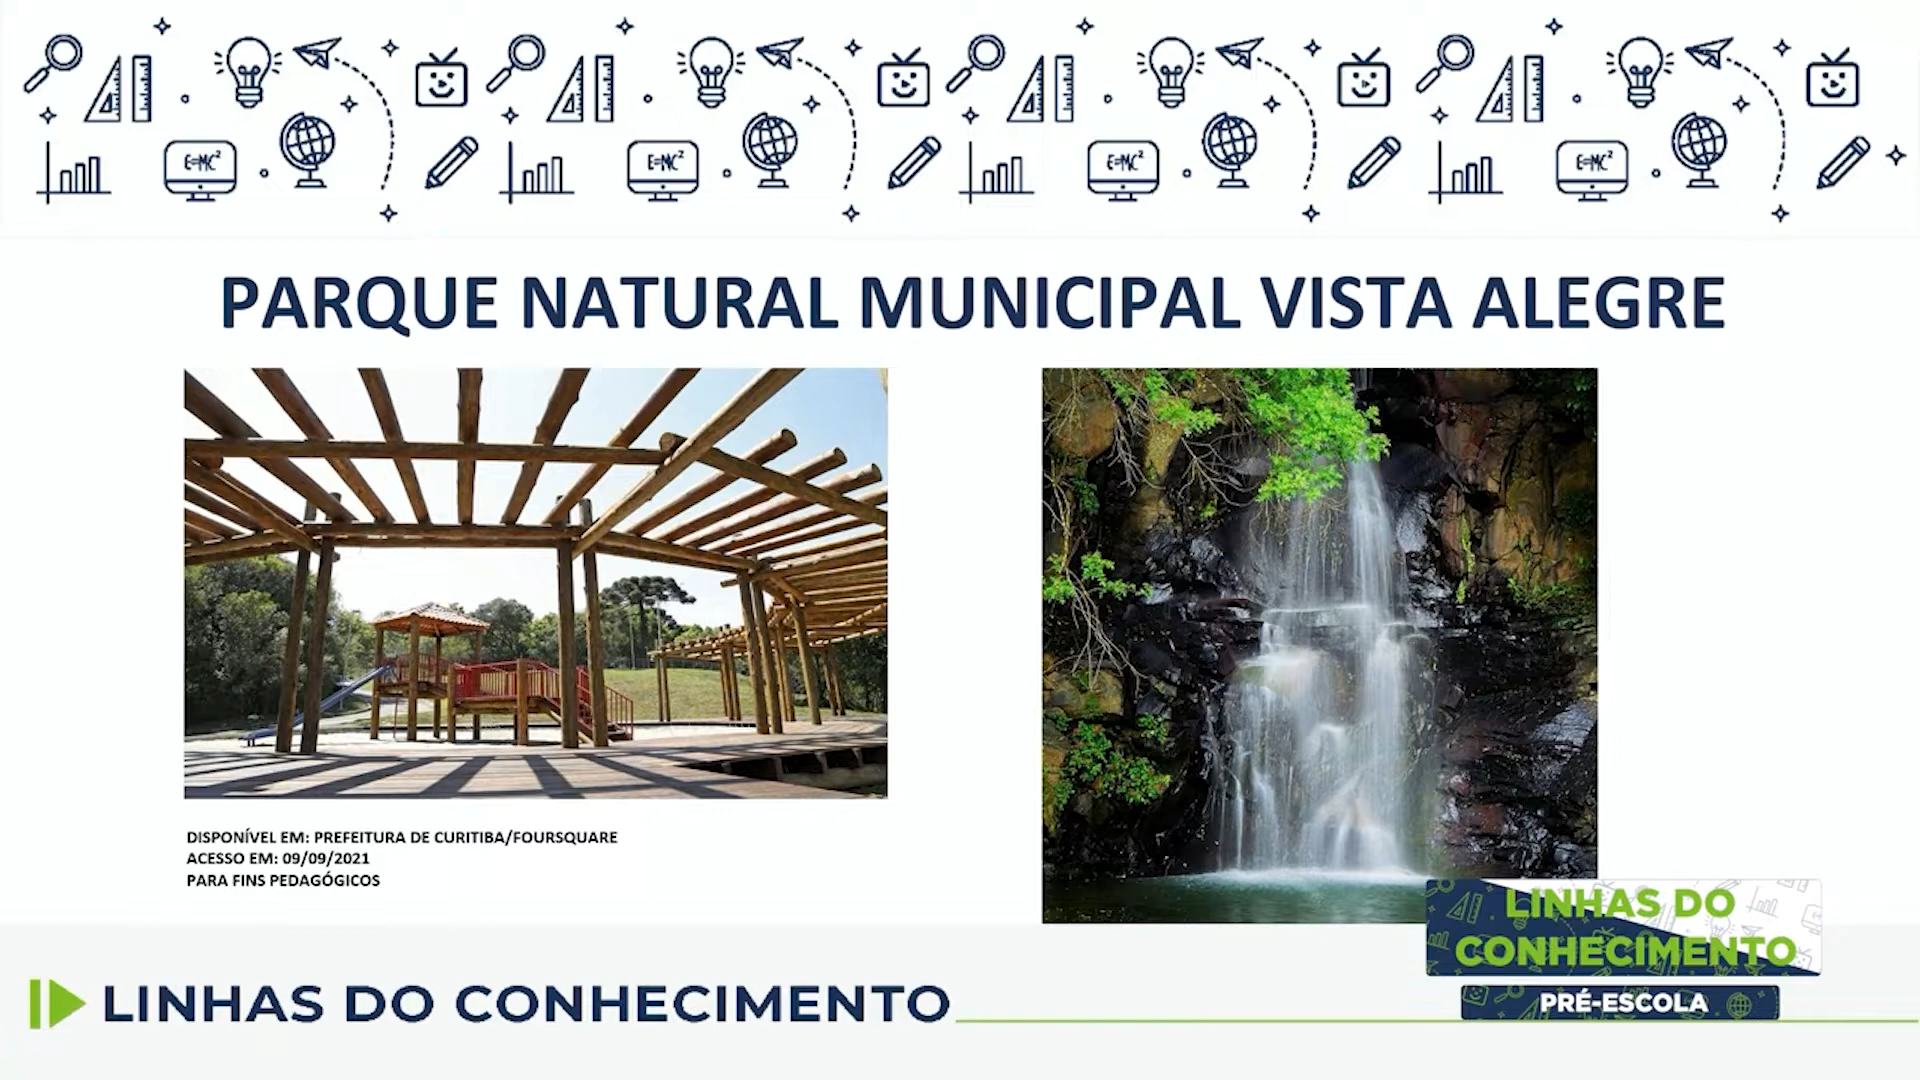 E=MC²
E=MC²
E=MC²
E=MC²
PARQUE NATURAL MUNICIPAL VISTA ALEGRE
DISPONÍVEL EM: PREFEITURA DE CURITIBA/FOURSQUARE
ACESSO EM: 09/09/2021
PARA FINS PEDAGÓGICOS
LINHAS DO
CONHECIMENTO
PRÉ-ESCOLA
LINHAS DO CONHECIMENTO